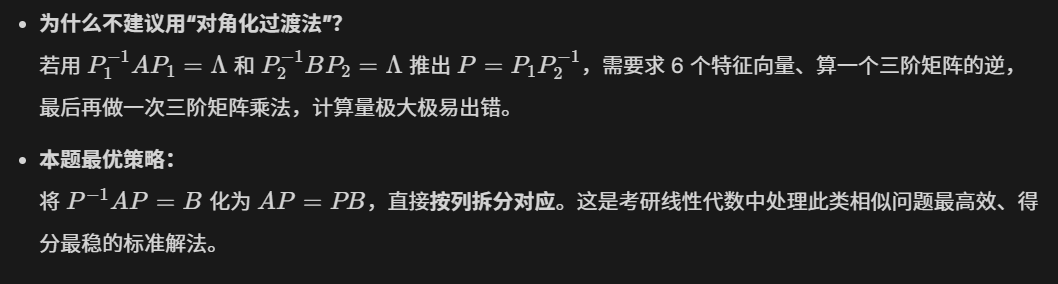 • 为什么不建议用“对角化过渡法”？
若用 $P_1^{-1}AP_1 = \Lambda$ 和 $P_2^{-1}BP_2 = \Lambda$ 推出 $P = P_1P_2^{-1}$，需要求 6 个特征向量、算一个三阶矩阵的逆，
最后再做一次三阶矩阵乘法，计算量极大极易出错。
• 本题最优策略：
将 $P^{-1}AP = B$ 化为 $AP = PB$，直接按列拆分对应。这是考研线性代数中处理此类相似问题最高效、得
分最稳的标准解法。